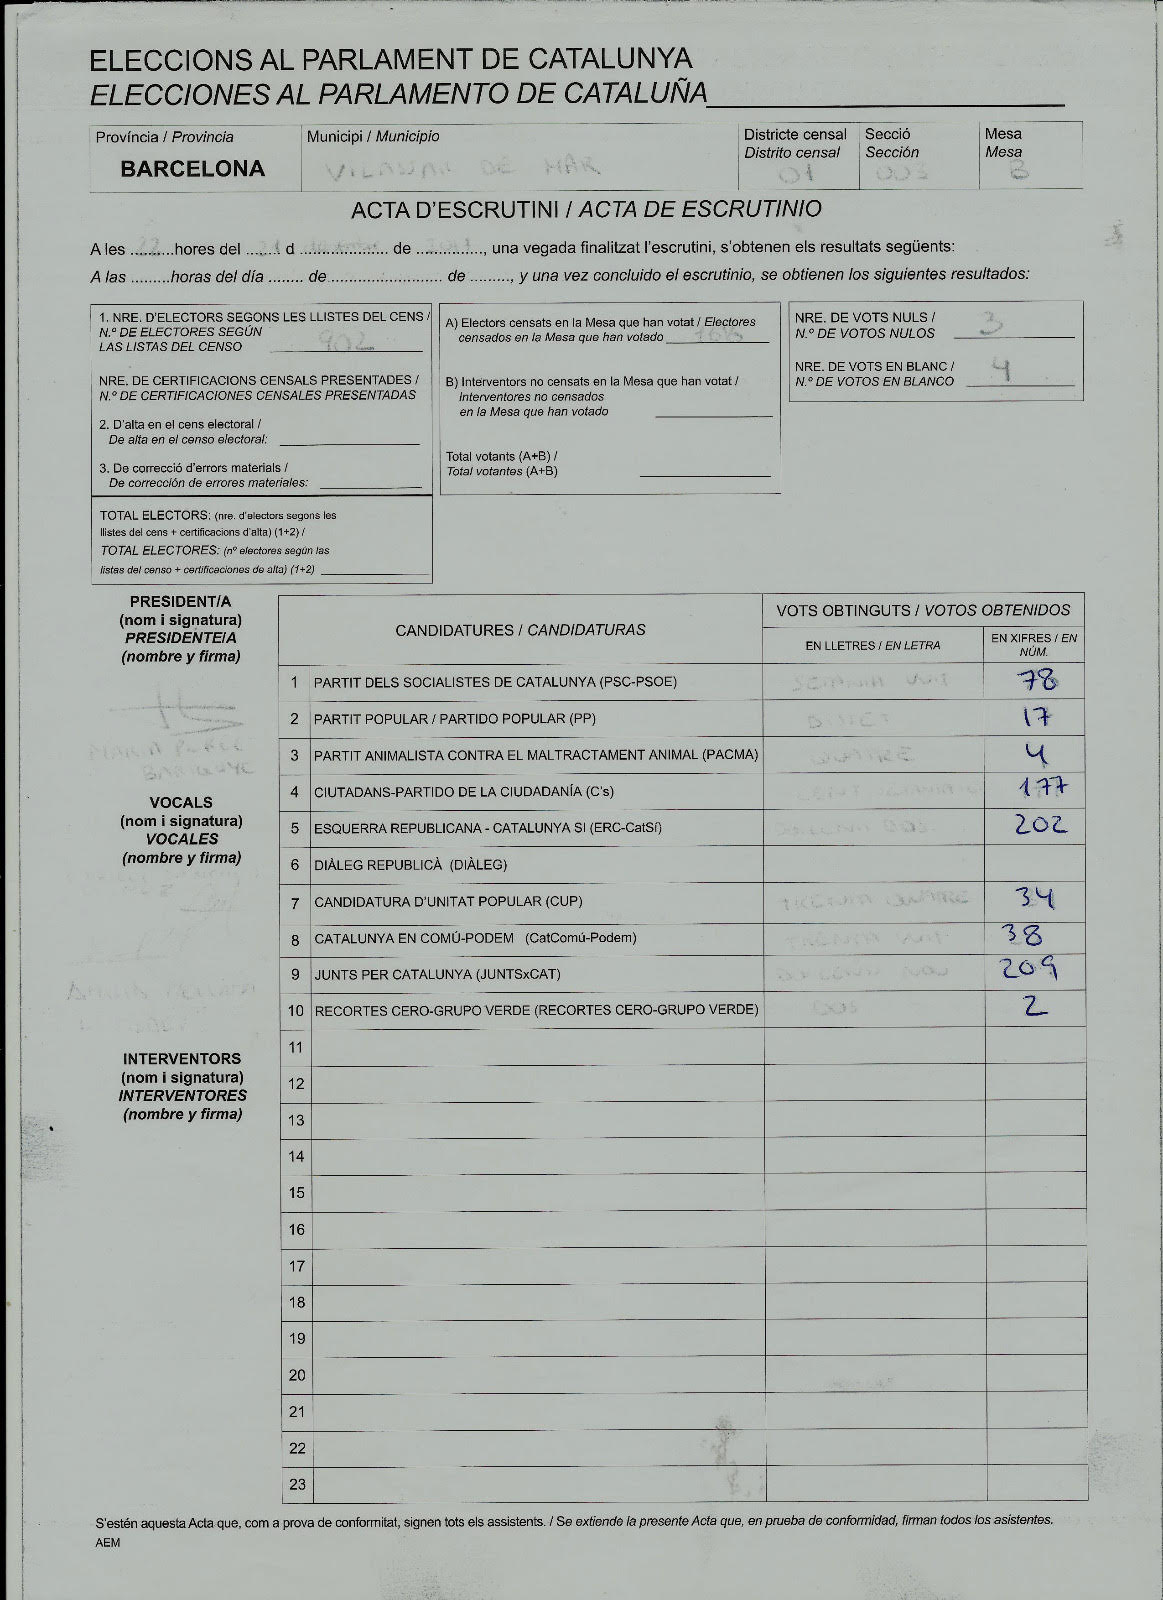 ELECCIONS AL PARLAMENT DE CATALUNYA
ELECCIONES AL PARLAMENTO DE CATALUÑA
Província / Provincia
BARCELONA
Municipi / Municipio
DE MAR
Districte censal
Distrito censal
01
Secció
Sección
003
Mesa
Mesa
B
ACTA D'ESCRUTINI / ACTA DE ESCRUTINIO
A les 22 hores del 21 d de , una vegada finalitzat l'escrutini, s'obtenen els resultats següents:
A las .........horas del día ........ de.......................... de ........., y una vez concluido el escrutinio, se obtienen los siguientes resultados:
1. NRE. D'ELECTORS SEGONS LES LLISTES DEL CENS /
N.º DE ELECTORES SEGÚN
LAS LISTAS DEL CENSO 902
NRE. DE CERTIFICACIONS CENSALS PRESENTADES /
N.º DE CERTIFICACIONES CENSALES PRESENTADAS
2. D'alta en el cens electoral /
De alta en el censo electoral:
3. De correcció d'errors materials /
De corrección de errores materiales:
TOTAL ELECTORS: (nre. d'electors segons les
llistes del cens + certificacions d'alta) (1+2) /
TOTAL ELECTORES: (nº electores según las
listas del censo + certificaciones de alta) (1+2)
A) Electors censats en la Mesa que han votat / Electores
censados en la Mesa que han votado
B) Interventors no censats en la Mesa que han votat /
Interventores no censados
en la Mesa que han votado
Total votants (A+B) /
Total votantes (A+B)
NRE. DE VOTS NULS /
N.º DE VOTOS NULOS 3
NRE. DE VOTS EN BLANC /
N.º DE VOTOS EN BLANCO 4
PRESIDENT/A
(nom i signatura)
PRESIDENTE/A
(nombre y firma)
VOCALS
(nom i signatura)
VOCALES
(nombre y firma)
INTERVENTORS
(nom i signatura)
INTERVENTORES
(nombre y firma)
CANDIDATURES / CANDIDATURAS
VOTS OBTINGUTS / VOTOS OBTENIDOS
EN LLETRES / EN LETRA
EN XIFRES / EN
NÚM.
1 PARTIT DELS SOCIALISTES DE CATALUNYA (PSC-PSOE) 78
2 PARTIT POPULAR / PARTIDO POPULAR (PP) DISSET 17
3 PARTIT ANIMALISTA CONTRA EL MALTRACTAMENT ANIMAL (PACMA) QUATRE 4
4 CIUTADANS-PARTIDO DE LA CIUDADANÍA (C's) 177
5 ESQUERRA REPUBLICANA - CATALUNYA SI (ERC-CatSí) 202
6 DIÀLEG REPUBLICÀ (DIÀLEG)
7 CANDIDATURA D'UNITAT POPULAR (CUP) TRENTA QUATRE 34
8 CATALUNYA EN COMÚ-PODEM (CatComú-Podem) TRENTA VUIT 38
9 JUNTS PER CATALUNYA (JUNTSxCAT) 209
10 RECORTES CERO-GRUPO VERDE (RECORTES CERO-GRUPO VERDE) DOS 2
11
12
13
14
15
16
17
18
19
20
21
22
23
S'estén aquesta Acta que, com a prova de conformitat, signen tots els assistents. / Se extiende la presente Acta que, en prueba de conformidad, firman todos los asistentes.
AEM